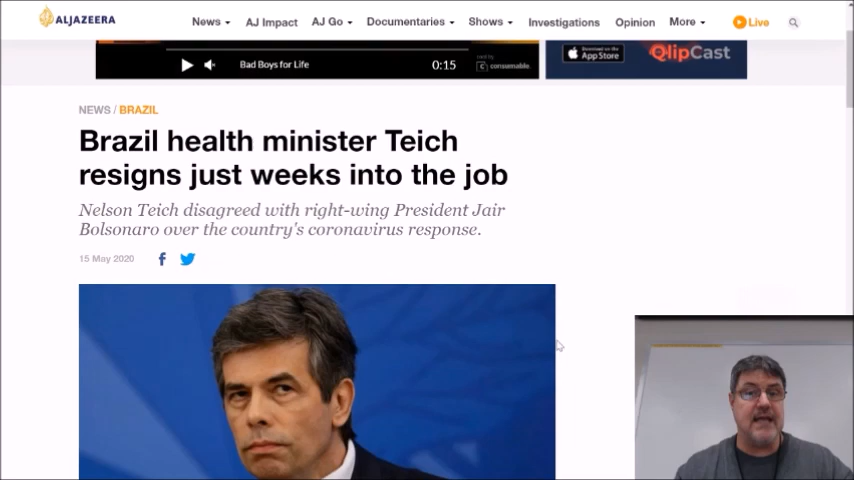 ALJAZEERA
News AJ Impact AJ Go Documentaries Shows Investigations Opinion More Live
Bad Boys for Life 0:15
consumable.
Download on the
App Store
QlipCast
NEWS / BRAZIL
Brazil health minister Teich
resigns just weeks into the job
Nelson Teich disagreed with right-wing President Jair
Bolsonaro over the country's coronavirus response.
15 May 2020